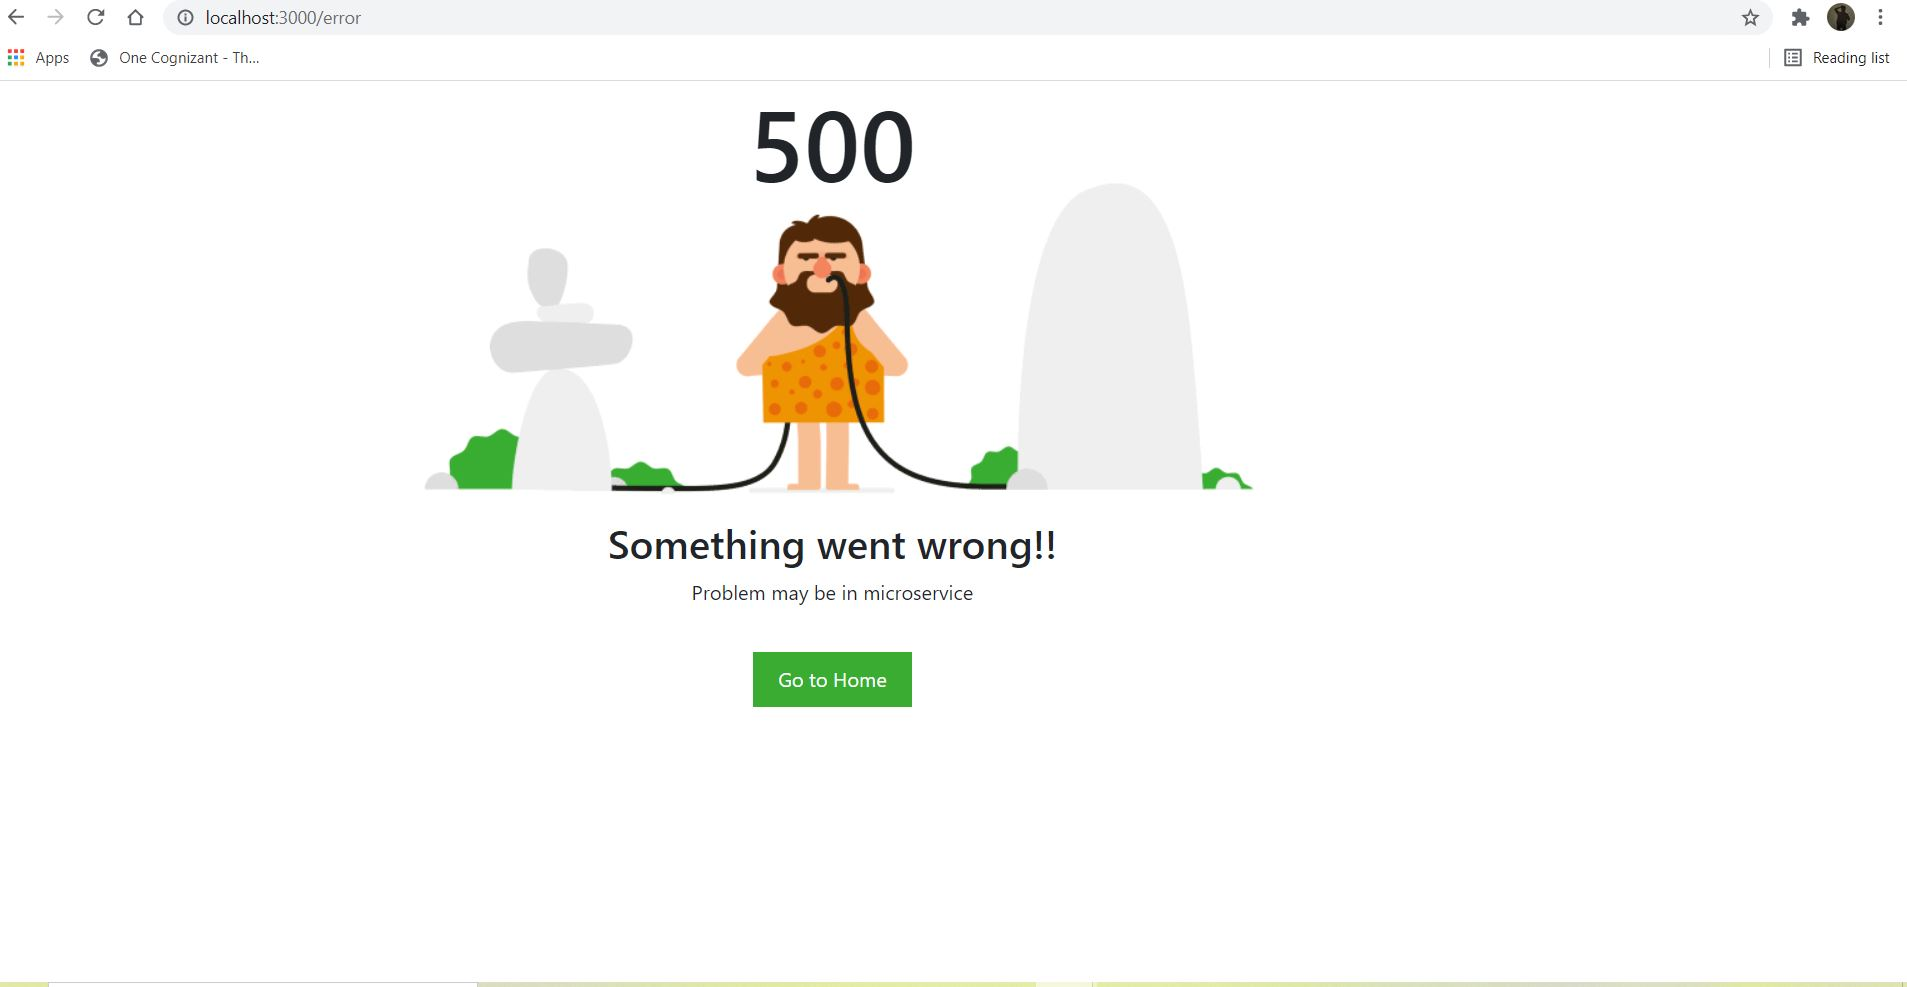 localhost:3000/error
Apps
One Cognizant - Th...
Reading list
500
Something went wrong!!
Problem may be in microservice
Go to Home